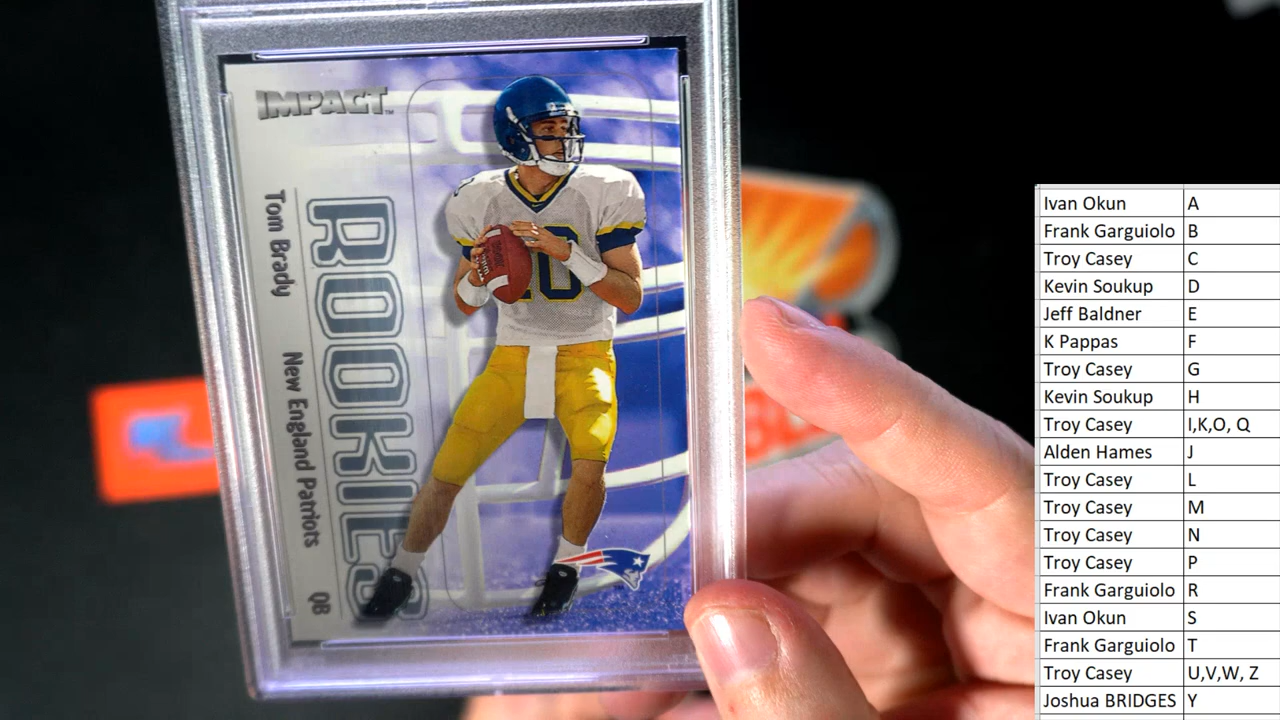 IMPACT
ROOKIES
Tom Brady
New England Patriots
QB
10
Ivan Okun A
Frank Garguiolo B
Troy Casey C
Kevin Soukup D
Jeff Baldner E
K Pappas F
Troy Casey G
Kevin Soukup H
Troy Casey I,K,O, Q
Alden Hames J
Troy Casey L
Troy Casey M
Troy Casey N
Troy Casey P
Frank Garguiolo R
Ivan Okun S
Frank Garguiolo T
Troy Casey U,V,W, Z
Joshua BRIDGES Y